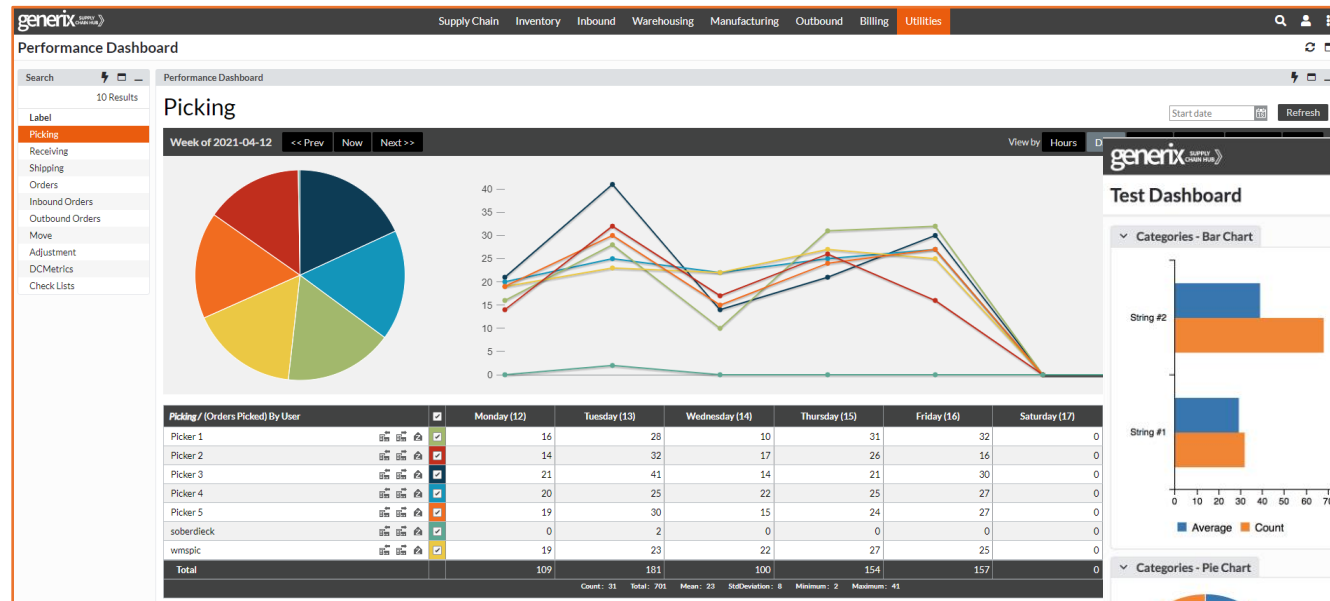 generix SUPPLY CHAIN HUB
Supply Chain Inventory Inbound Warehousing Manufacturing Outbound Billing Utilities
Performance Dashboard
Search
10 Results
Label
Picking
Receiving
Shipping
Orders
Inbound Orders
Outbound Orders
Move
Adjustment
DCMetrics
Check Lists
Performance Dashboard
Picking
Start date Refresh
Week of 2021-04-12 << Prev Now Next >> View by Hours D
40
35
30
25
20
15
10
5
0
Picking / (Orders Picked) By User Monday (12) Tuesday (13) Wednesday (14) Thursday (15) Friday (16) Saturday (17)
Picker 1 16 28 10 31 32 0
Picker 2 14 32 17 26 16 0
Picker 3 21 41 14 21 30 0
Picker 4 20 25 22 25 27 0
Picker 5 19 30 15 24 27 0
soberdieck 0 2 0 0 0 0
wmspic 19 23 22 27 25 0
Total 109 181 100 154 157 0
Count: 31 Total: 701 Mean: 23 StdDeviation: 8 Minimum: 2 Maximum: 41
generix SUPPLY CHAIN HUB
Test Dashboard
Categories - Bar Chart
String #2
String #1
0 10 20 30 40 50 60 70
Average Count
Categories - Pie Chart